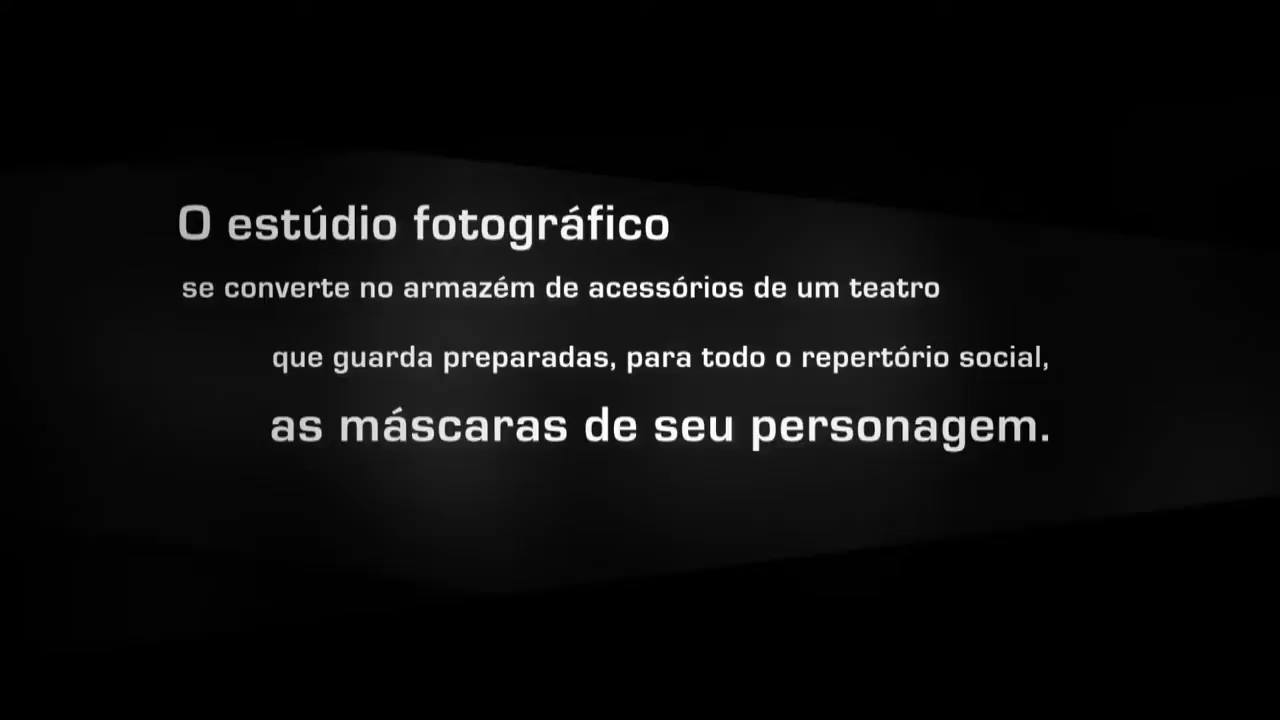 O estúdio fotográfico
se converte no armazém de acessórios de um teatro
que guarda preparadas, para todo o repertório social,
as máscaras de seu personagem.